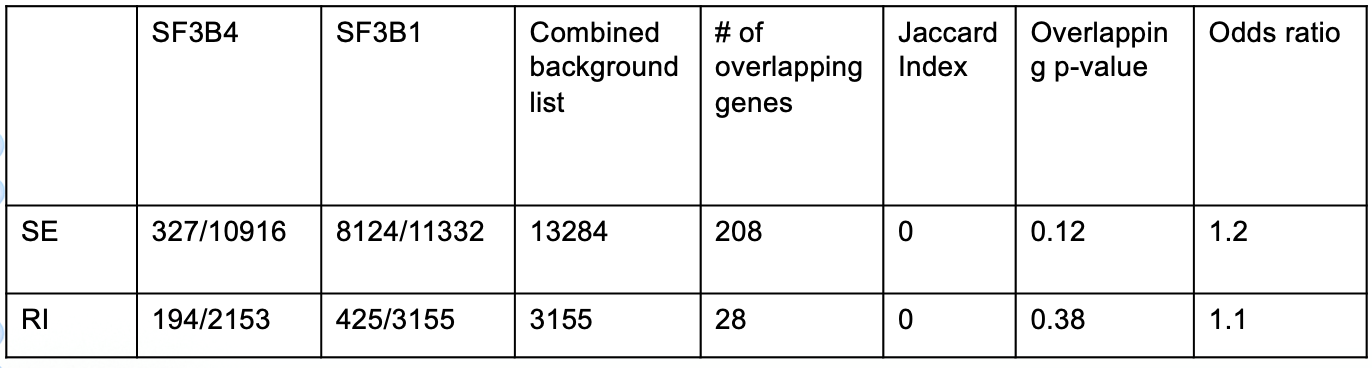 SF3B4 SF3B1 Combined # of Jaccard Overlappin Odds ratio
background overlapping Index g p-value
list genes
SE 327/10916 8124/11332 13284 208 0 0.12 1.2
RI 194/2153 425/3155 3155 28 0 0.38 1.1